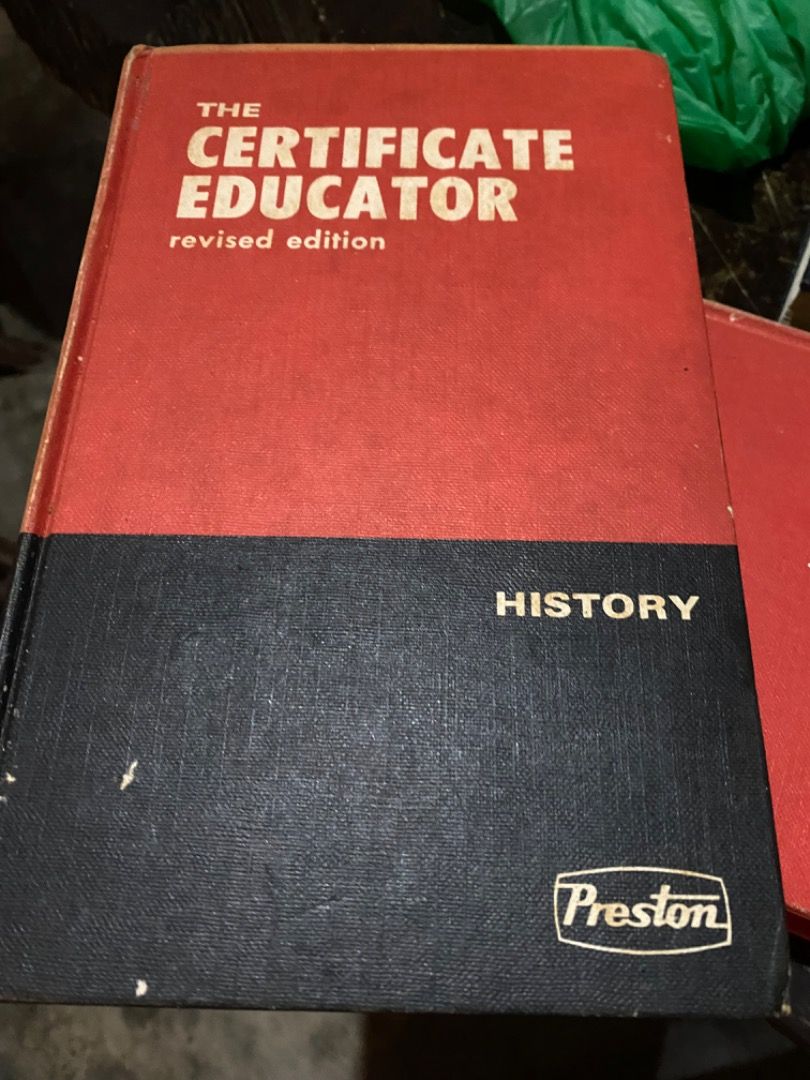 THE
CERTIFICATE
EDUCATOR
revised edition
HISTORY
Preston